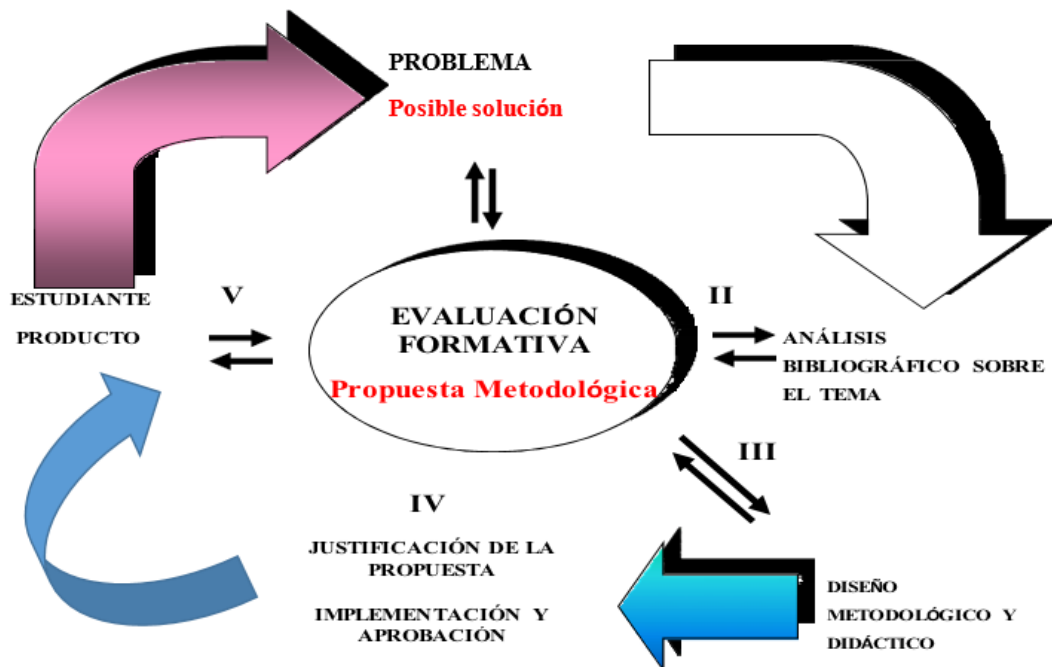 PROBLEMA
Posible solución
ESTUDIANTE
PRODUCTO
V
EVALUACIÓN
FORMATIVA
Propuesta Metodológica
II
ANÁLISIS
BIBLIOGRÁFICO SOBRE
EL TEMA
III
IV
JUSTIFICACIÓN DE LA
PROPUESTA
IMPLEMENTACIÓN Y
APROBACIÓN
DISEÑO
METODOLÓGICO Y
DIDÁCTICO